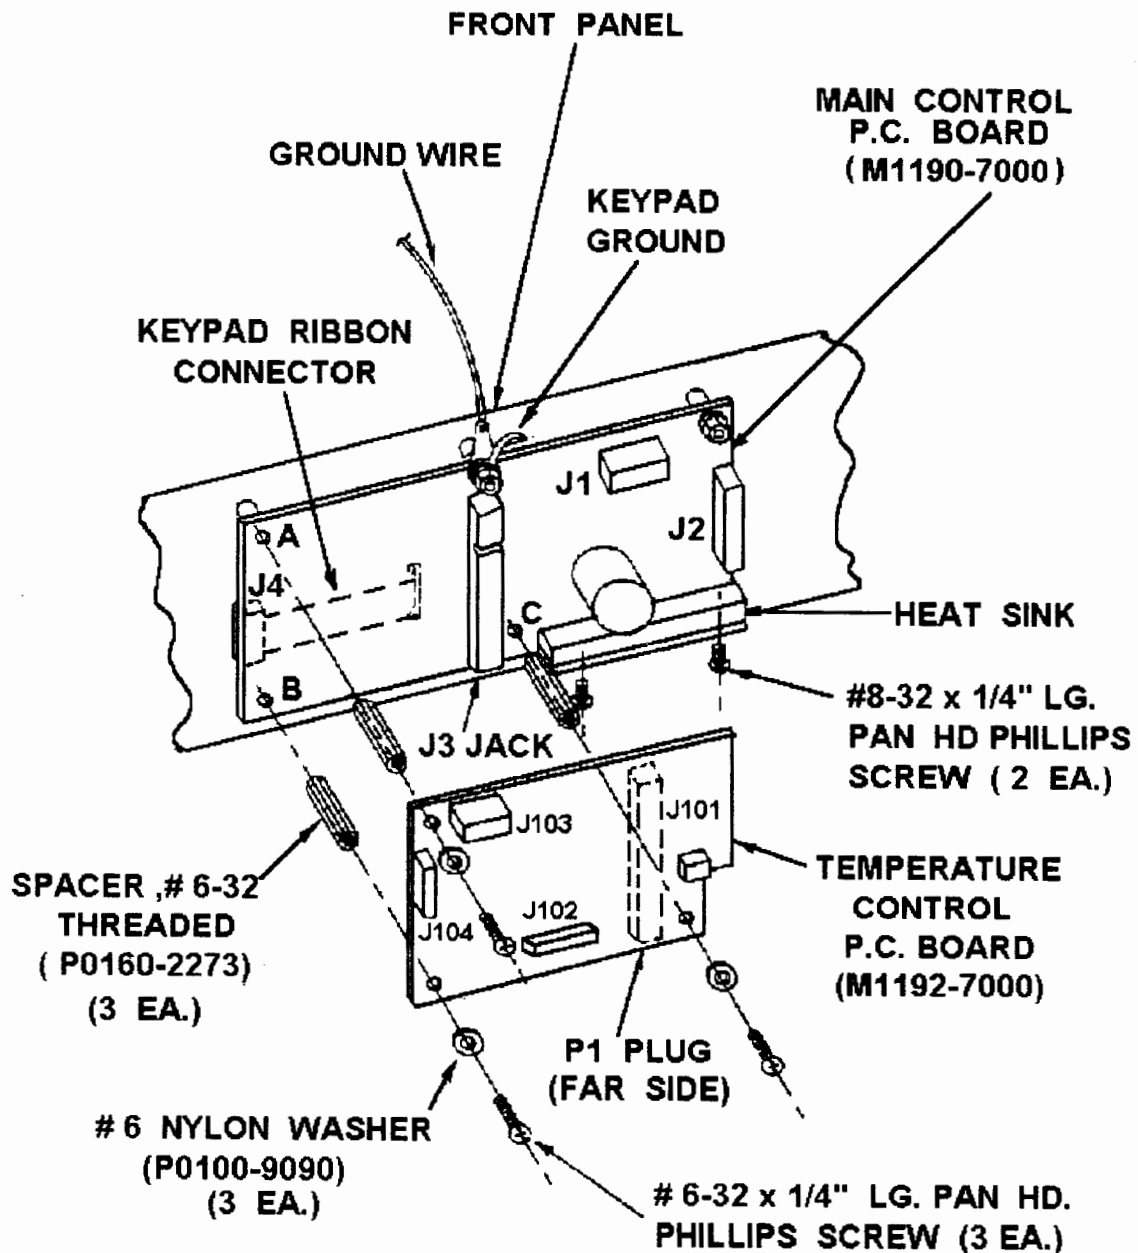 FRONT PANEL
MAIN CONTROL
P.C. BOARD
(M1190-7000)
GROUND WIRE
KEYPAD
GROUND
KEYPAD RIBBON
CONNECTOR
J1
J2
A
J4
C
HEAT SINK
B
#8-32 x 1/4" LG.
PAN HD PHILLIPS
SCREW ( 2 EA.)
J3 JACK
J101
J103
TEMPERATURE
CONTROL
P.C. BOARD
(M1192-7000)
SPACER ,# 6-32
THREADED
( P0160-2273)
(3 EA.)
J102
J104
P1 PLUG
(FAR SIDE)
# 6 NYLON WASHER
(P0100-9090)
(3 EA.)
# 6-32 x 1/4" LG. PAN HD.
PHILLIPS SCREW (3 EA.)